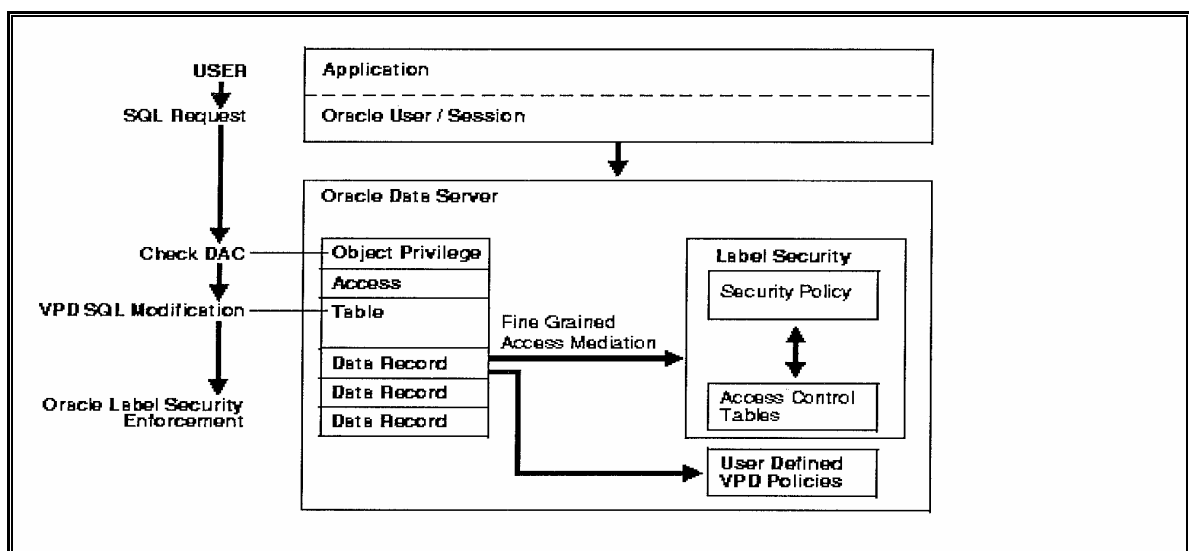 USER
SQL Request
Check DAC
VPD SQL Modification
Oracle Label Security
Enforcement
Application
Oracle User / Session
Oracle Data Server
Object Privilege
Access
Table
Data Record
Data Record
Data Record
Fine Grained
Access Mediation
Label Security
Security Policy
Access Control
Tables
User Defined
VPD Policies